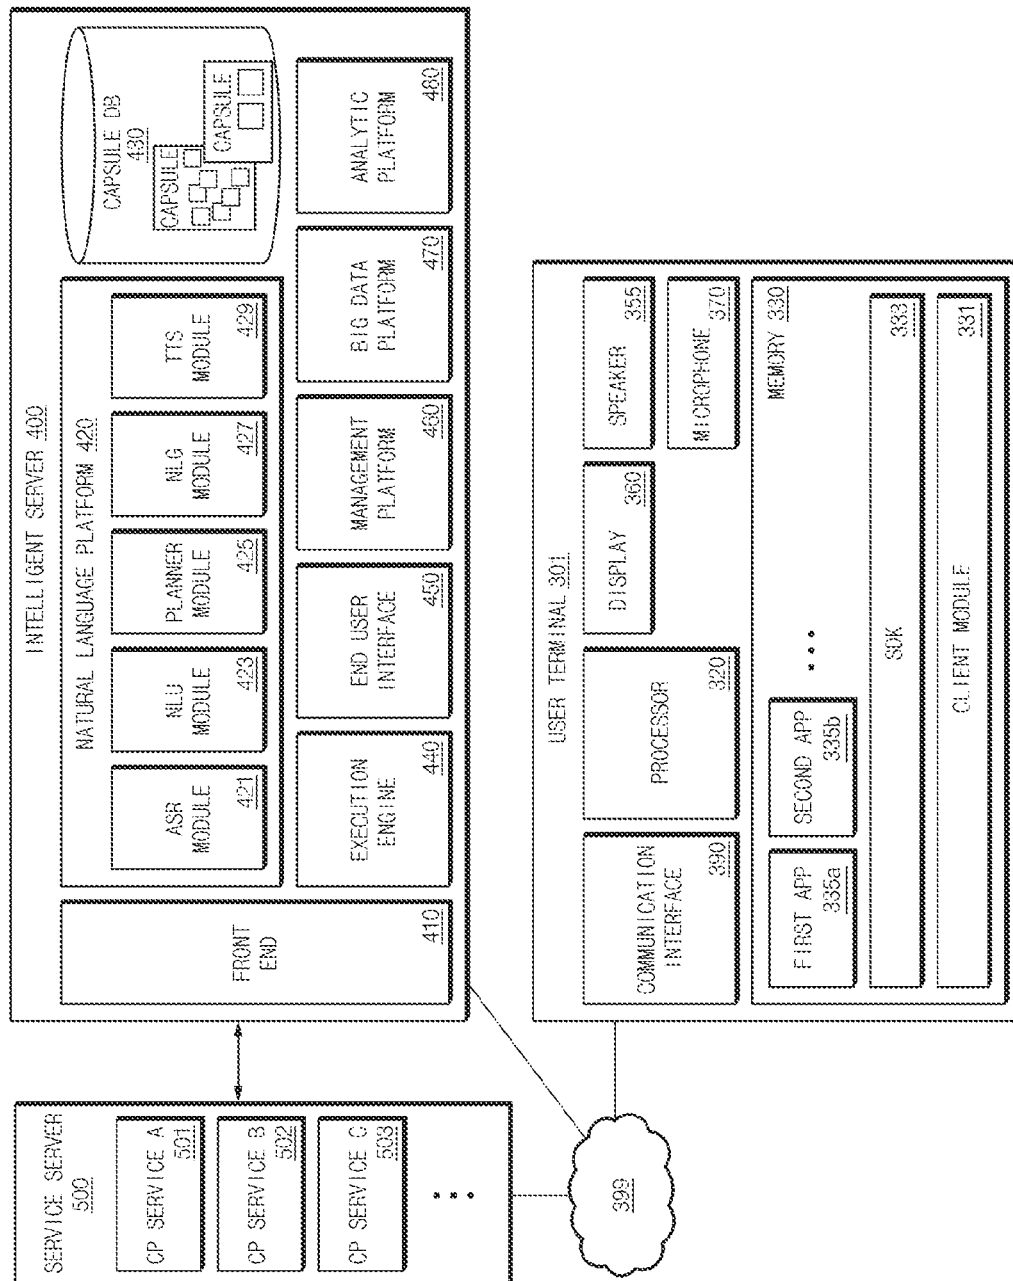 INTELLIGENT SERVER 400
NATURAL LANGUAGE PLATFORM 420
ASR
MODULE
421
NLU
MODULE
423
PLANNER
MODULE
425
NLG
MODULE
427
TTS
MODULE
429
CAPSULE DB
430
CAPSULE
CAPSULE
FRONT
END
410
EXECUTION
ENGINE
440
END USER
INTERFACE
450
MANAGEMENT
PLATFORM
460
BIG DATA
PLATFORM
470
ANALYTIC
PLATFORM
480
SERVICE SERVER
500
CP SERVICE A
501
CP SERVICE B
502
CP SERVICE C
503
399
USER TERMINAL 301
COMMUNICATION
INTERFACE
390
PROCESSOR
320
DISPLAY
360
SPEAKER
355
MICROPHONE
370
MEMORY 330
FIRST APP
335a
SECOND APP
335b
SDK
333
CLIENT MODULE
331